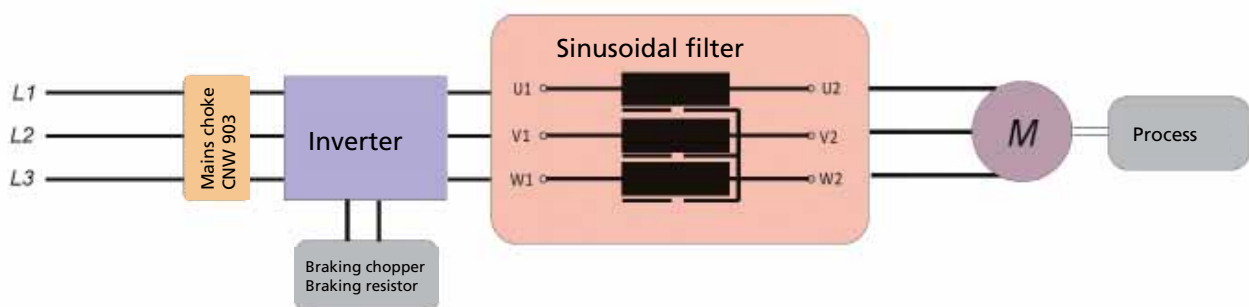 Sinusoidal filter
L1
L2
L3
Mains choke
CNW 903
Inverter
U1
V1
W1
U2
V2
W2
M
Process
Braking chopper
Braking resistor